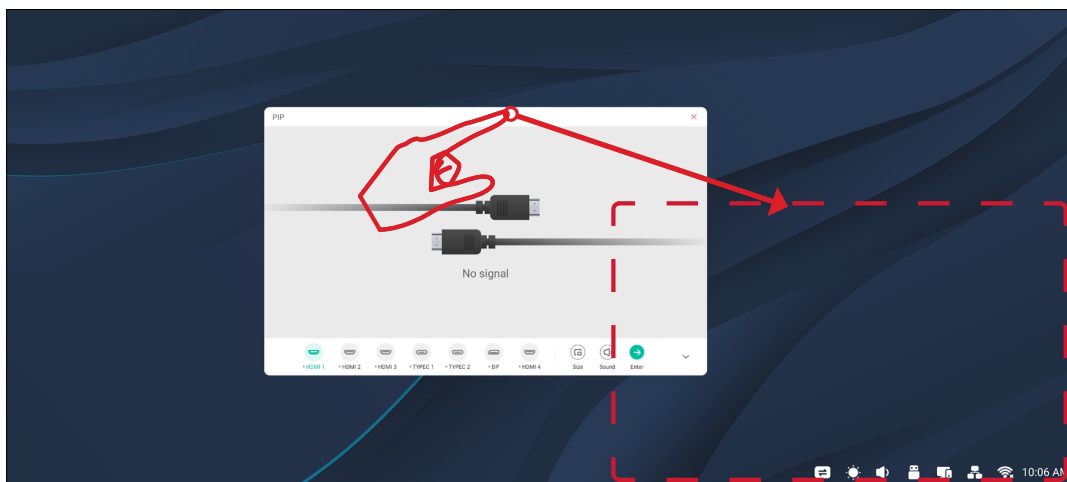 PIP
No signal
HDMI 1 HDMI 2 HDMI 3 TYPEC 1 TYPEC 2 DP HDMI 4 Size Sound Enter
10:06 AM